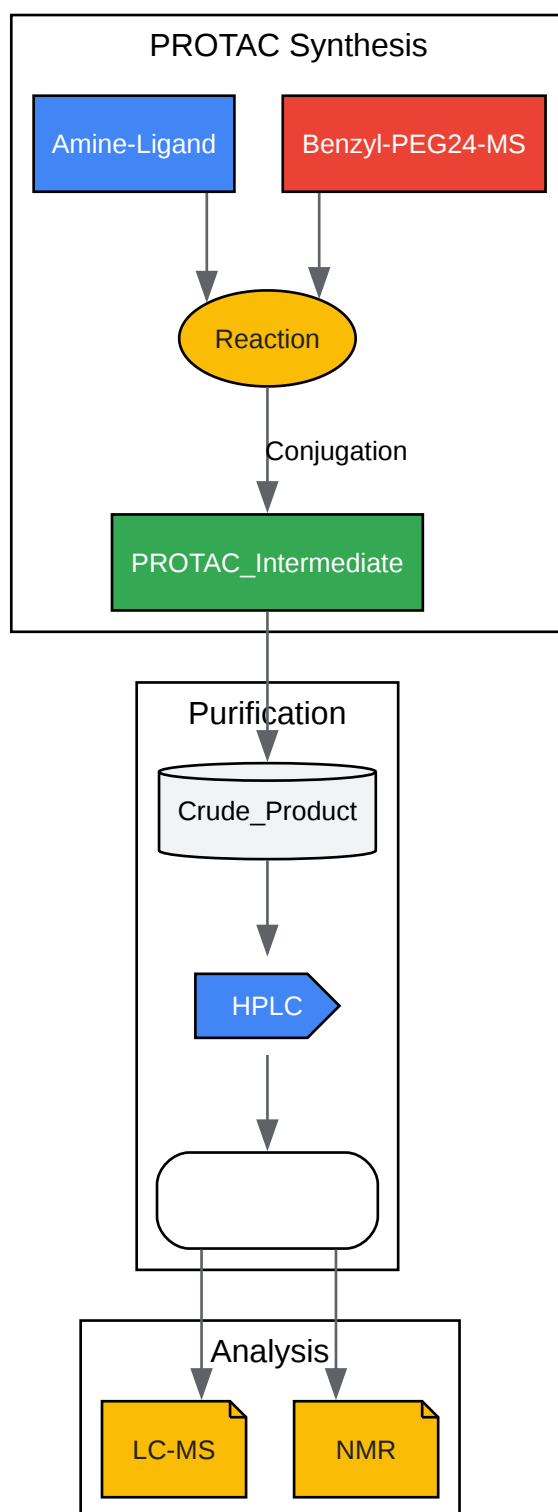 PROTAC Synthesis
Amine-Ligand
Benzyl-PEG24-MS
Reaction
Conjugation
PROTAC_Intermediate
Purification
Crude_Product
HPLC
Analysis
LC-MS
NMR